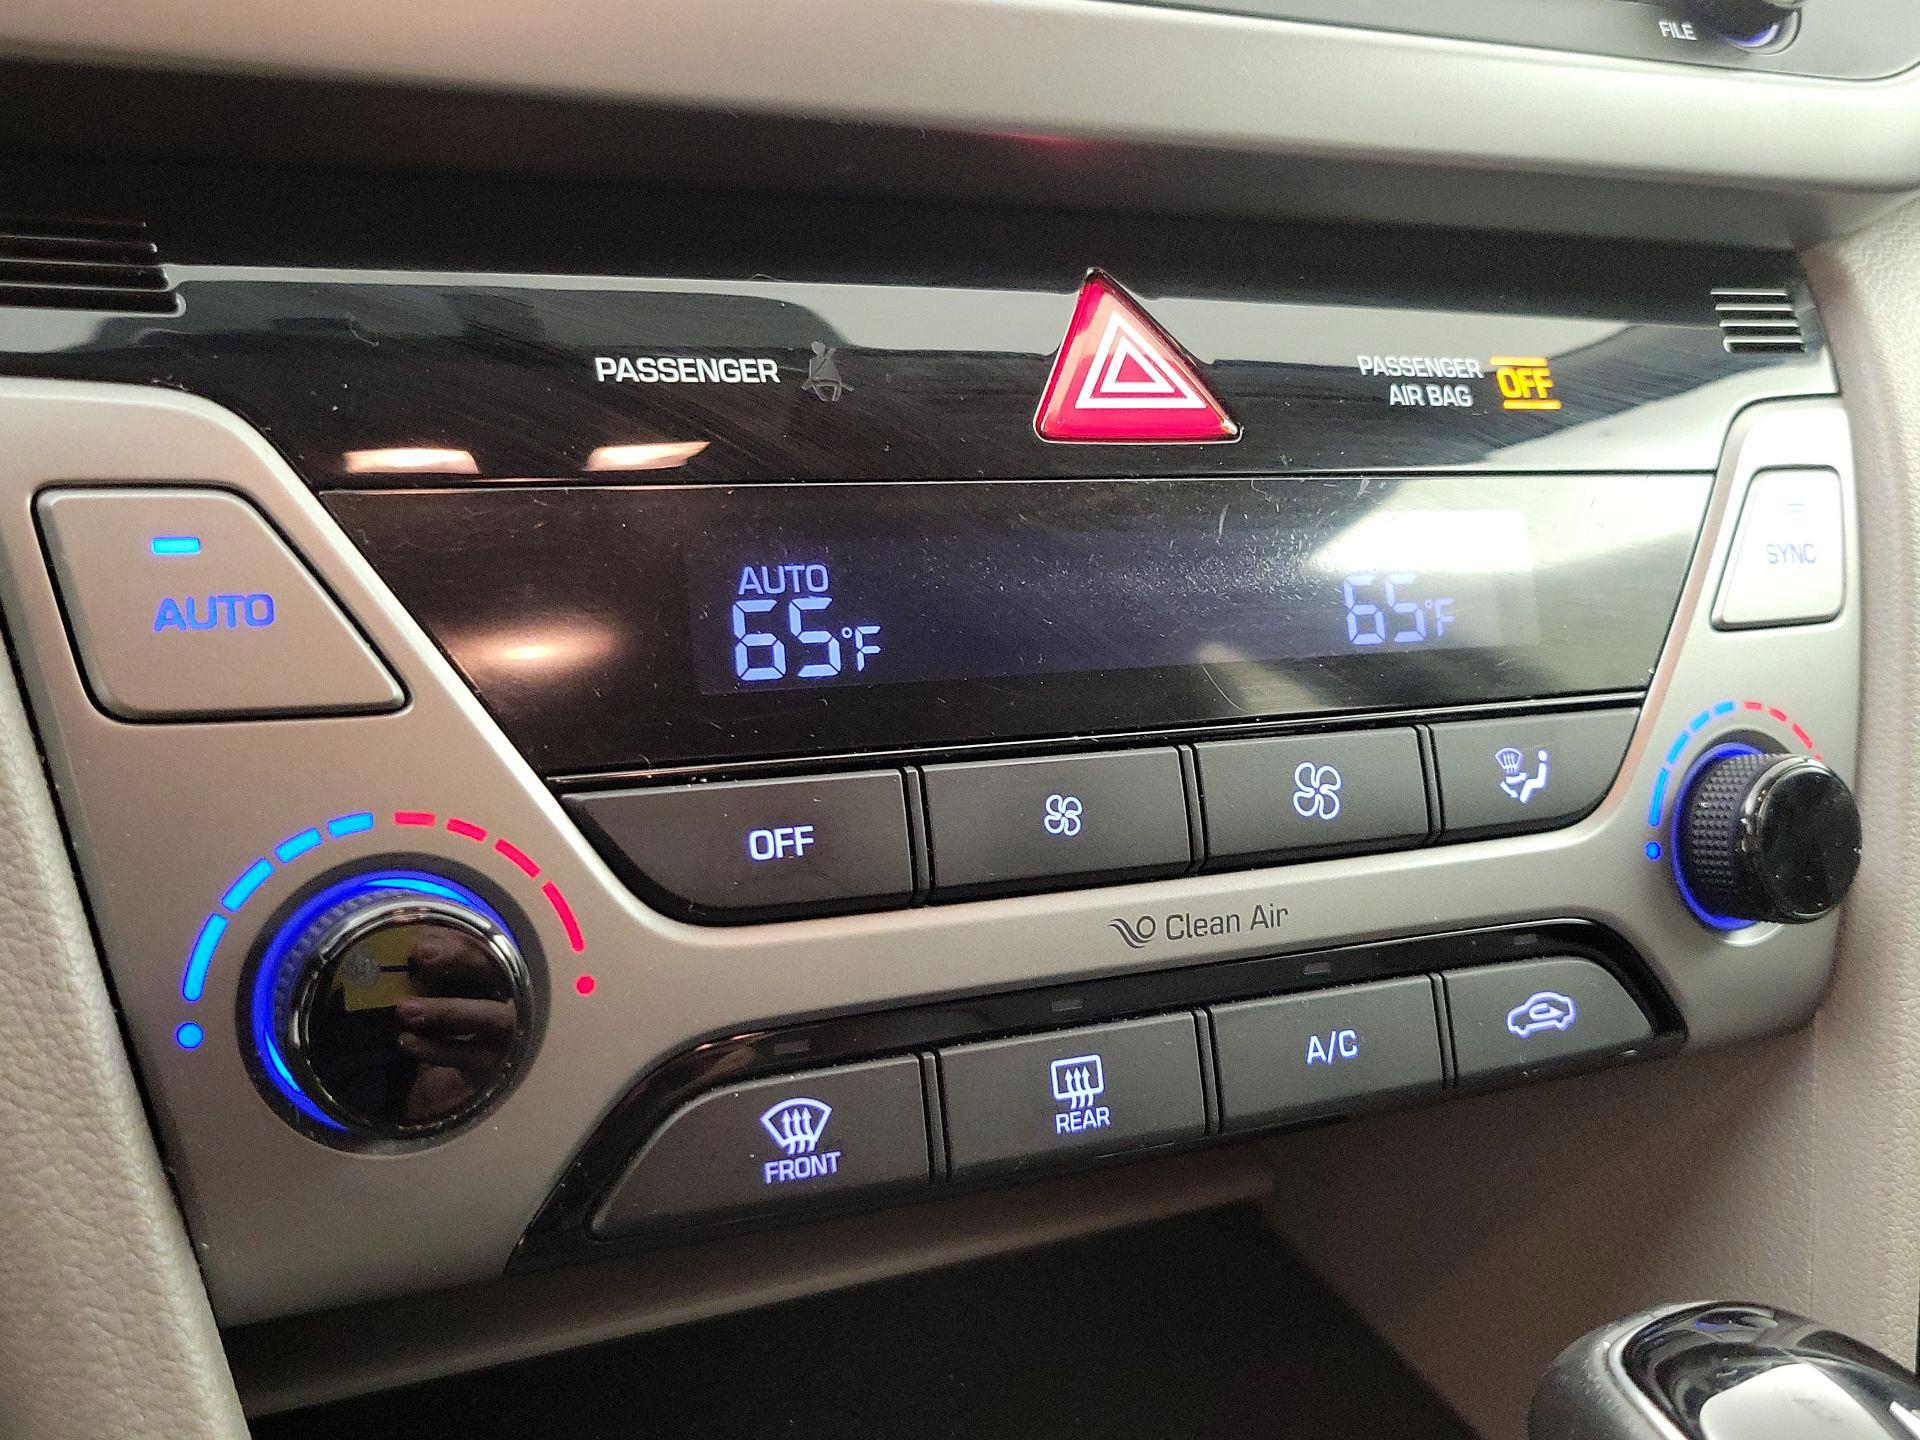 FILE
PASSENGER
PASSENGER OFF
AIR BAG
AUTO
AUTO
65°F
65°F
SYNC
OFF
Clean Air
FRONT
REAR
A/C